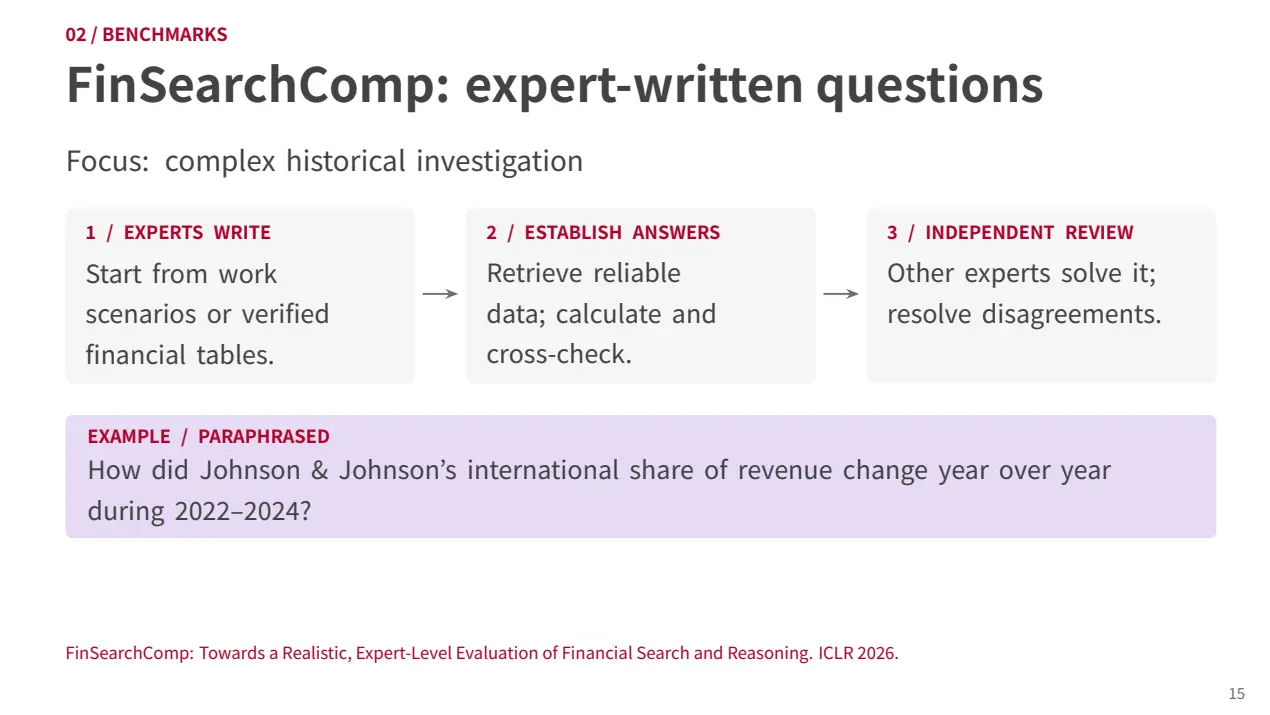 02 / BENCHMARKS
FinSearchComp: expert-written questions
Focus: complex historical investigation
1 / EXPERTS WRITE
Start from work
scenarios or verified
financial tables.
2 / ESTABLISH ANSWERS
Retrieve reliable
data; calculate and
cross-check.
3 / INDEPENDENT REVIEW
Other experts solve it;
resolve disagreements.
EXAMPLE / PARAPHRASED
How did Johnson & Johnson’s international share of revenue change year over year
during 2022–2024?
FinSearchComp: Towards a Realistic, Expert-Level Evaluation of Financial Search and Reasoning. ICLR 2026.
15